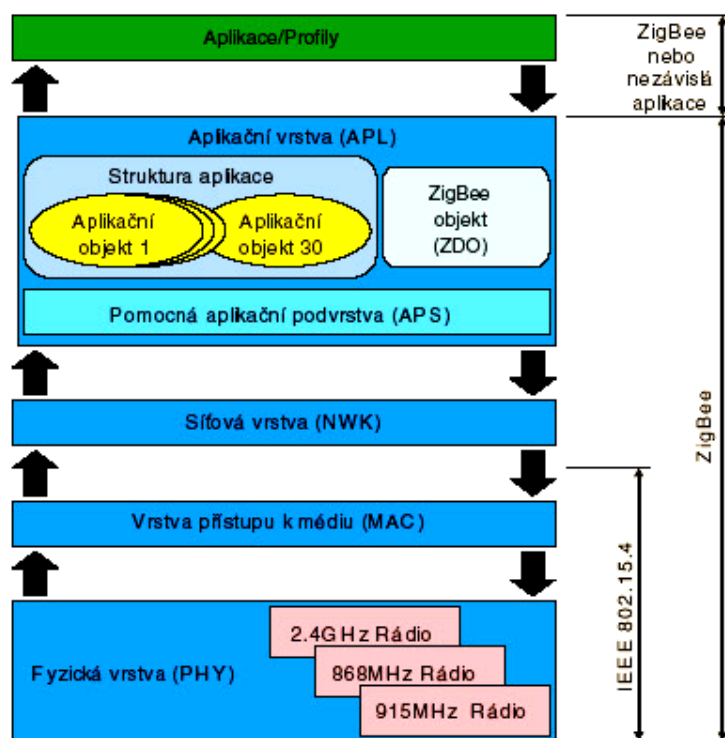 Aplikace/Profily
ZigBee
nebo
nezávislá
aplikace
Aplikační vrstva (APL)
Struktura aplikace
Aplikační
objekt 1
Aplikační
objekt 30
ZigBee
objekt
(ZDO)
Pomocná aplikační podvrstva (APS)
Síťová vrstva (NWK)
Vrstva přístupu k médiu (MAC)
Fyzická vrstva (PHY)
2.4GHz Rádio
868MHz Rádio
915MHz Rádio
IEEE 802.15.4
ZigBee